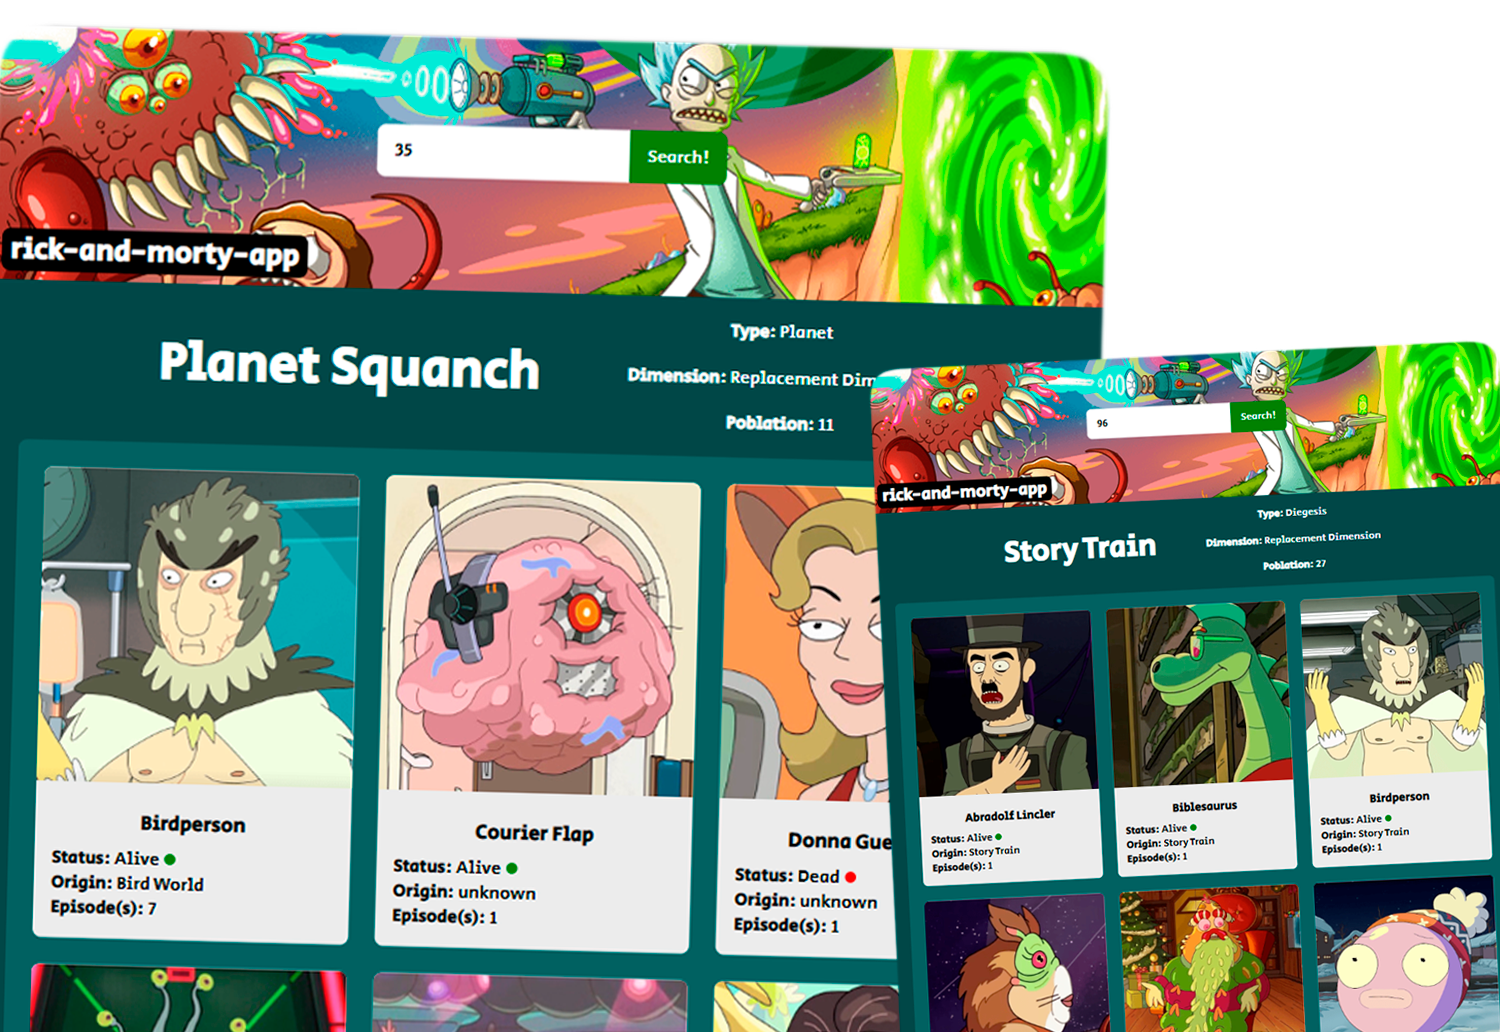 35
Search!
rick-and-morty-app
Planet Squanch
Type: Planet
Dimension: Replacement Dim
Poblation: 11
Birdperson
Status: Alive
Origin: Bird World
Episode(s): 7
Courier Flap
Status: Alive
Origin: unknown
Episode(s): 1
Donna Gue
Status: Dead
Origin: unknown
Episode(s): 1
96
Search!
rick-and-morty-app
Story Train
Type: Diegesis
Dimension: Replacement Dimension
Poblation: 27
Abradolf Lincler
Status: Alive
Origin: Story Train
Episode(s): 1
Biblesaurus
Status: Alive
Origin: Story Train
Episode(s): 1
Birdperson
Status: Alive
Origin: Story Train
Episode(s): 1